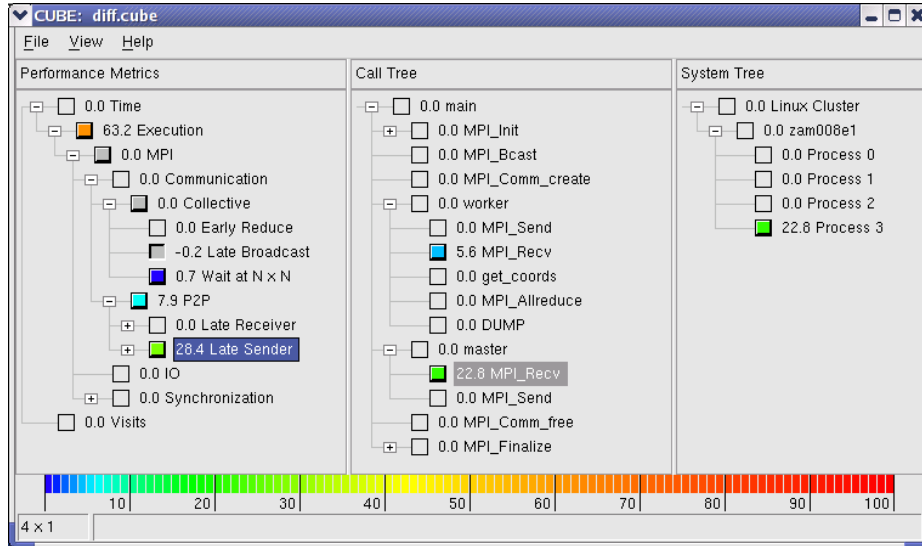 CUBE: diff.cube
File View Help
Performance Metrics
0.0 Time
63.2 Execution
0.0 MPI
0.0 Communication
0.0 Collective
0.0 Early Reduce
-0.2 Late Broadcast
0.7 Wait at N x N
7.9 P2P
0.0 Late Receiver
28.4 Late Sender
0.0 IO
0.0 Synchronization
0.0 Visits
Call Tree
0.0 main
0.0 MPI_Init
0.0 MPI_Bcast
0.0 MPI_Comm_create
0.0 worker
0.0 MPI_Send
5.6 MPI_Recv
0.0 get_coords
0.0 MPI_Allreduce
0.0 DUMP
0.0 master
22.8 MPI_Recv
0.0 MPI_Send
0.0 MPI_Comm_free
0.0 MPI_Finalize
System Tree
0.0 Linux Cluster
0.0 zam008e1
0.0 Process 0
0.0 Process 1
0.0 Process 2
22.8 Process 3
10 20 30 40 50 60 70 80 90 100
4 x 1